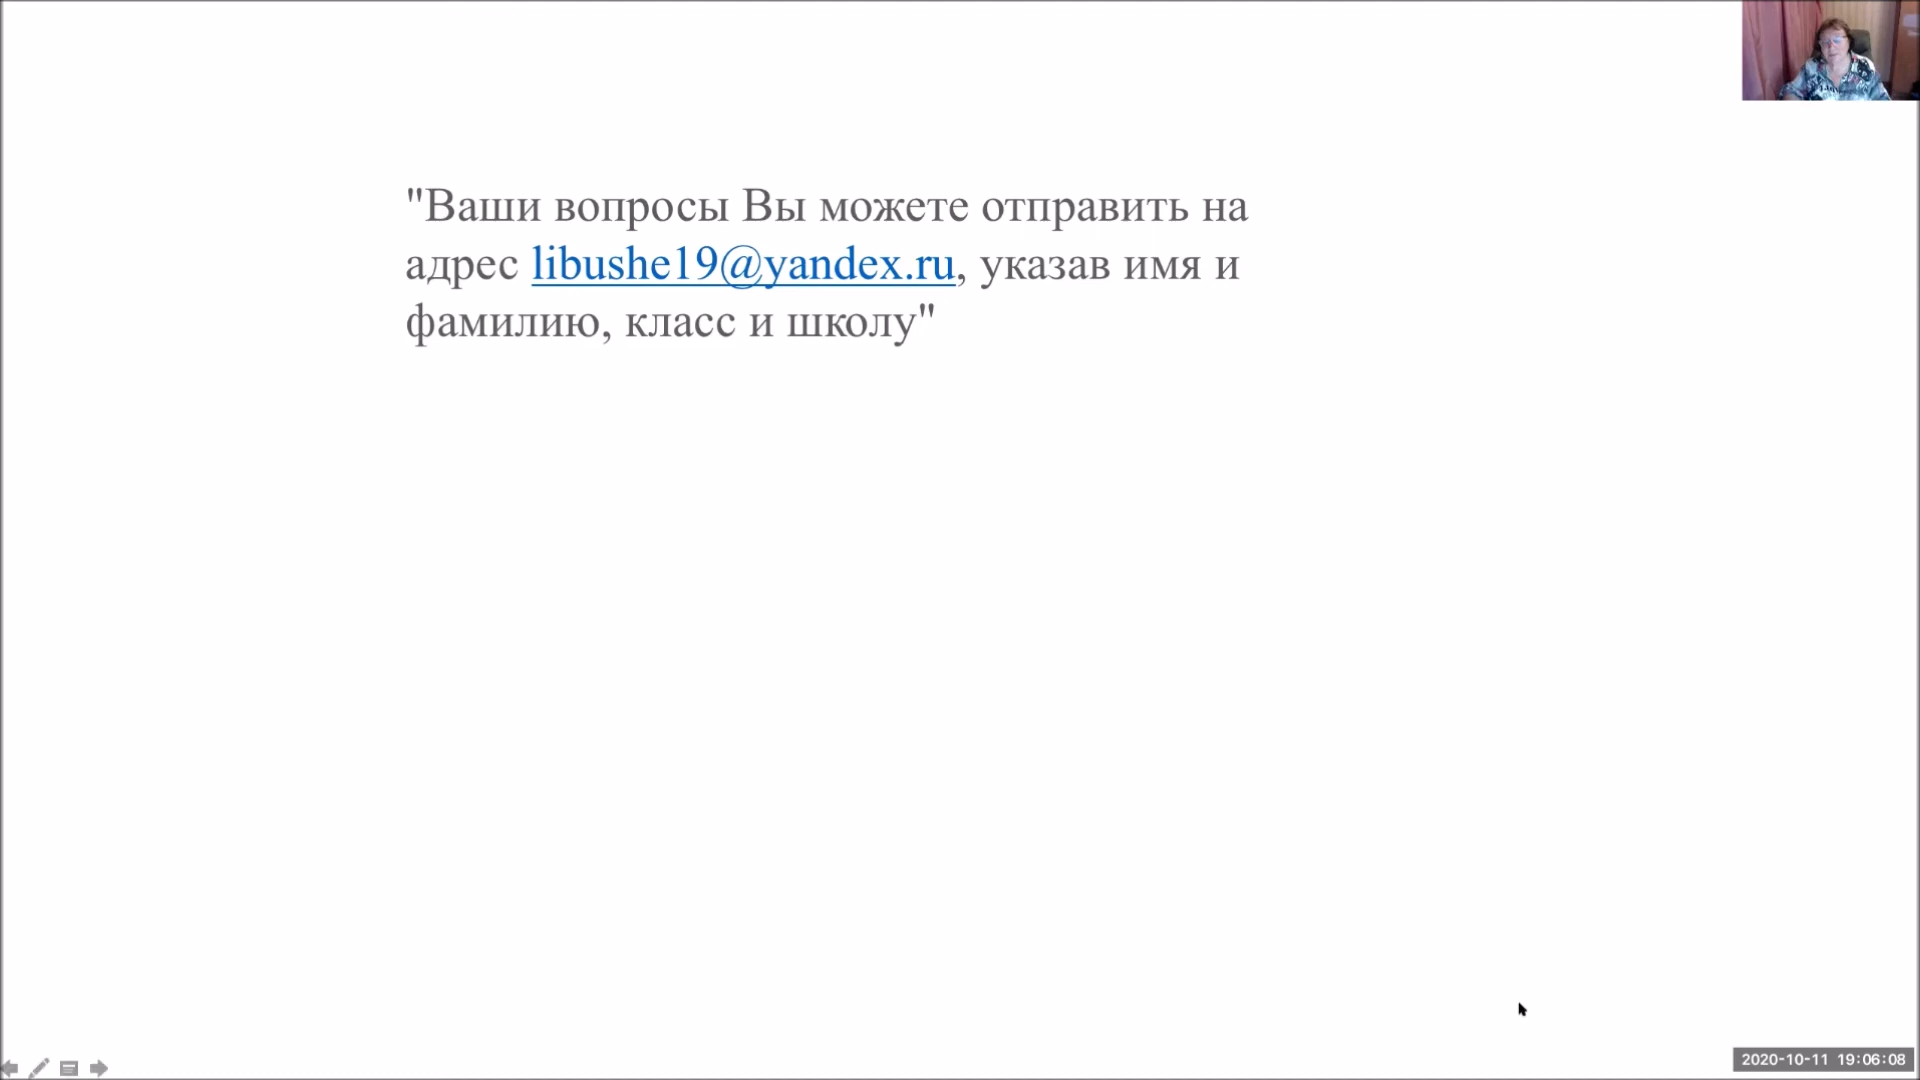 "Ваши вопросы Вы можете отправить на
адрес libushe19@yandex.ru, указав имя и
фамилию, класс и школу"
2020-10-11 19:06:08